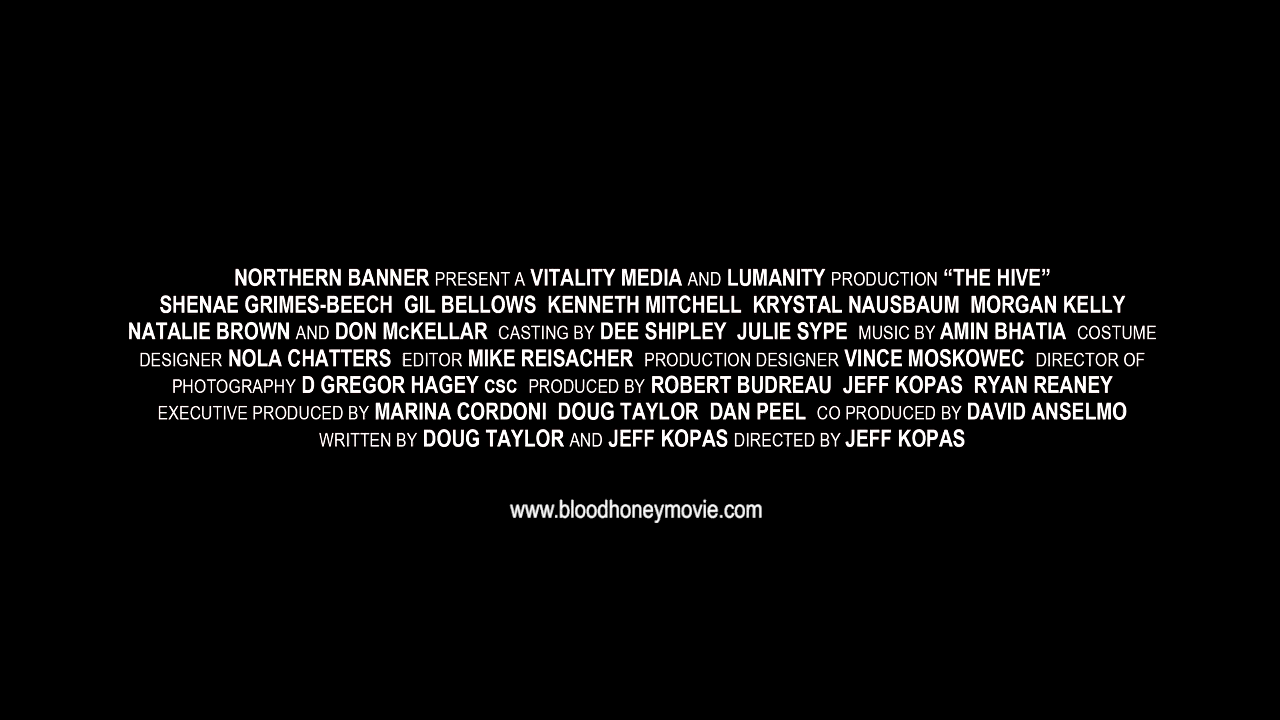 NORTHERN BANNER PRESENT A VITALITY MEDIA AND LUMANITY PRODUCTION “THE HIVE”
SHENAE GRIMES-BEECH GIL BELLOWS KENNETH MITCHELL KRYSTAL NAUSBAUM MORGAN KELLY
NATALIE BROWN AND DON McKELLAR CASTING BY DEE SHIPLEY JULIE SYPE MUSIC BY AMIN BHATIA COSTUME
DESIGNER NOLA CHATTERS EDITOR MIKE REISACHER PRODUCTION DESIGNER VINCE MOSKOWEC DIRECTOR OF
PHOTOGRAPHY D GREGOR HAGEY CSC PRODUCED BY ROBERT BUDREAU JEFF KOPAS RYAN REANEY
EXECUTIVE PRODUCED BY MARINA CORDONI DOUG TAYLOR DAN PEEL CO PRODUCED BY DAVID ANSELMO
WRITTEN BY DOUG TAYLOR AND JEFF KOPAS DIRECTED BY JEFF KOPAS
www.bloodhoneymovie.com